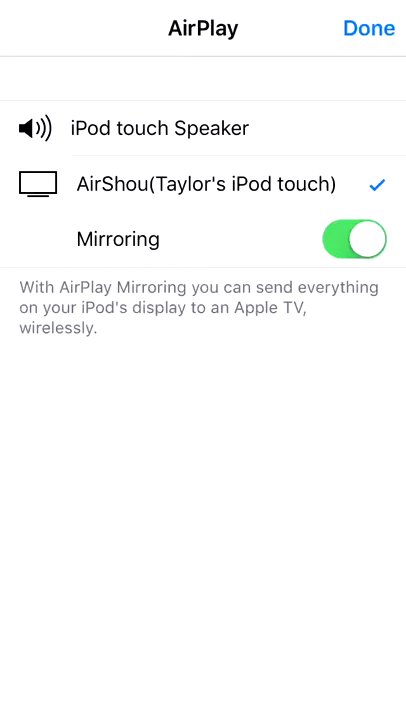 AirPlay
Done
iPod touch Speaker
AirShou(Taylor's iPod touch)
Mirroring
With AirPlay Mirroring you can send everything
on your iPod's display to an Apple TV,
wirelessly.